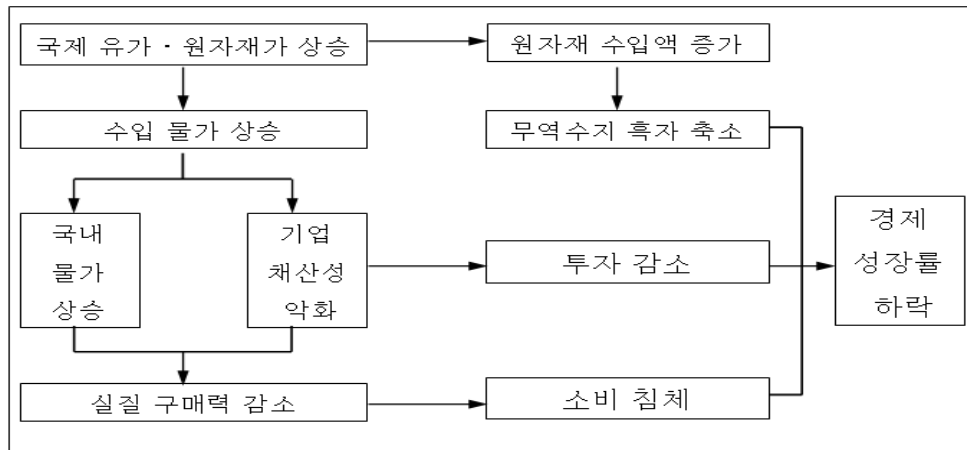 국제 유가 · 원자재가 상승
원자재 수입액 증가
수입 물가 상승
무역수지 흑자 축소
국내
물가
상승
기업
채산성
악화
투자 감소
경제
성장률
하락
실질 구매력 감소
소비 침체